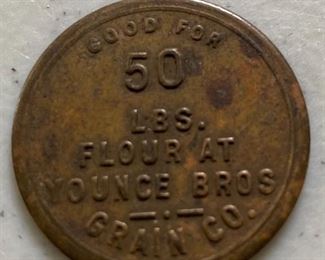 GOOD FOR
50
LBS.
FLOUR AT
YOUNCE BROS
GRAIN CO.